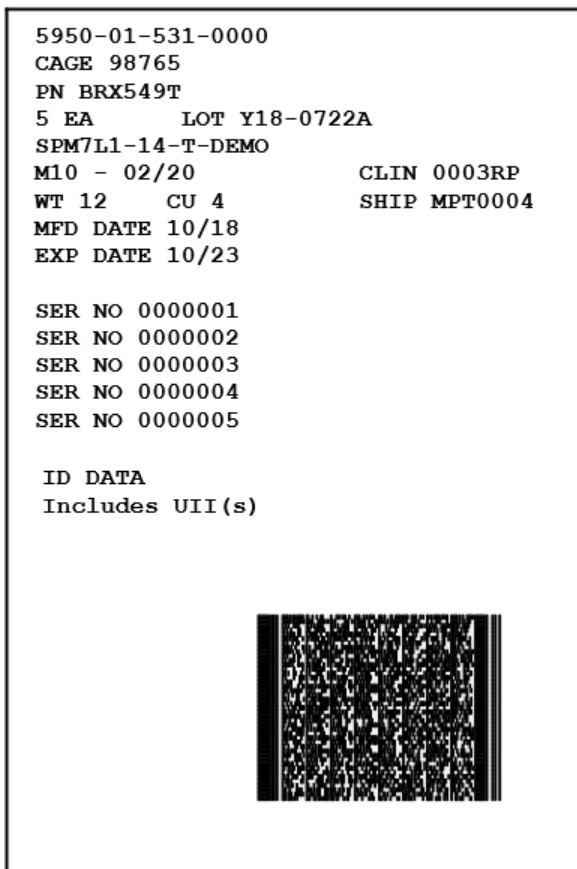 5950-01-531-0000
CAGE 98765
PN BRX549T
5 EA LOT Y18-0722A
SPM7L1-14-T-DEMO
M10 - 02/20 CLIN 0003RP
WT 12 CU 4 SHIP MPT0004
MFD DATE 10/18
EXP DATE 10/23
SER NO 0000001
SER NO 0000002
SER NO 0000003
SER NO 0000004
SER NO 0000005
ID DATA
Includes UII(s)